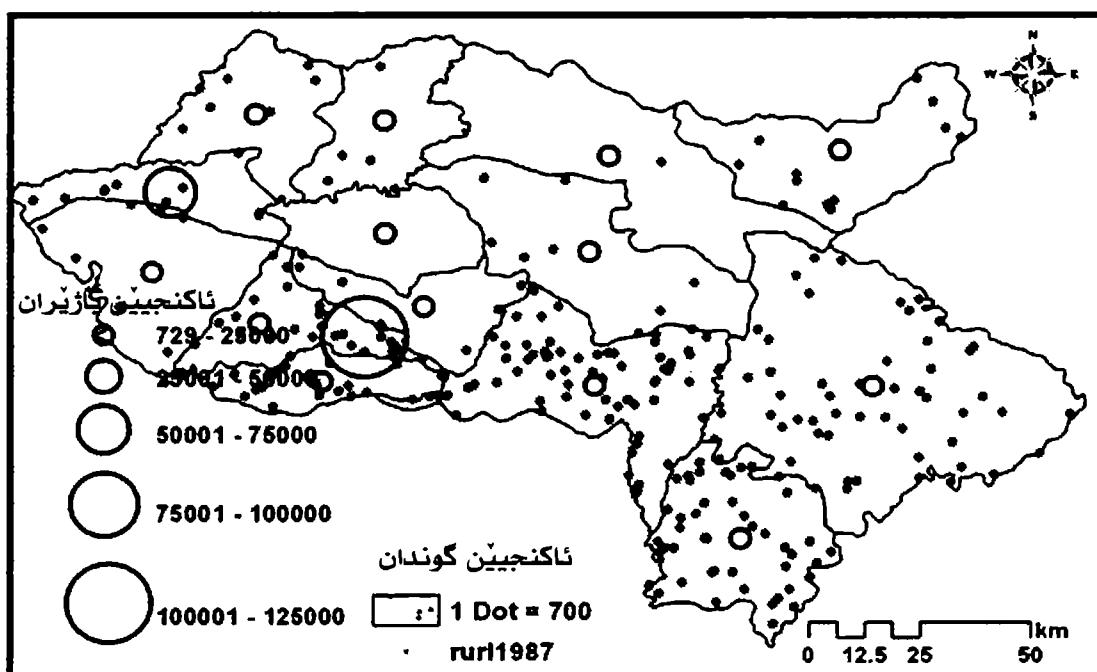 N
W E
S
ئاکنجیێن باژێران
729 - 25000
25001 - 50000
50001 - 75000
75001 - 100000
100001 - 125000
ئاکنجیێن گوندان
1 Dot = 700
rurl1987
km
0 12.5 25 50